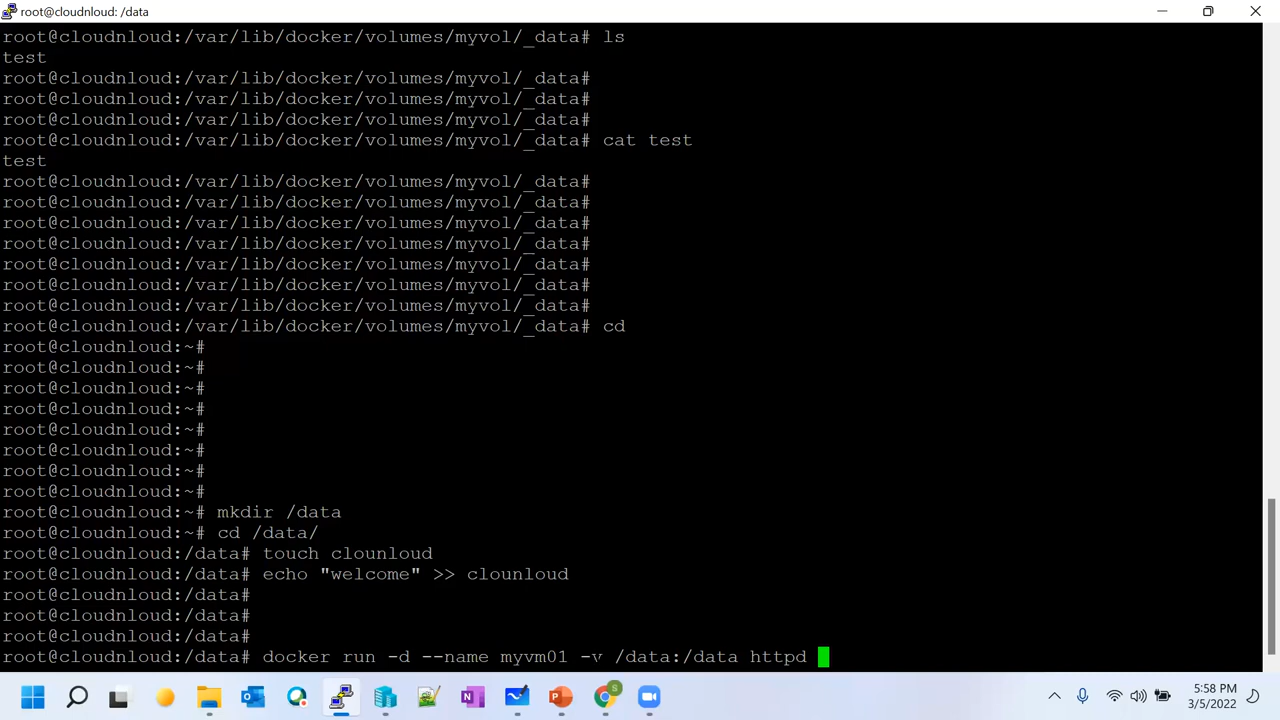 root@cloudnloud: /data
root@cloudnloud:/var/lib/docker/volumes/myvol/_data# ls
test
root@cloudnloud:/var/lib/docker/volumes/myvol/_data#
root@cloudnloud:/var/lib/docker/volumes/myvol/_data#
root@cloudnloud:/var/lib/docker/volumes/myvol/_data#
root@cloudnloud:/var/lib/docker/volumes/myvol/_data# cat test
test
root@cloudnloud:/var/lib/docker/volumes/myvol/_data#
root@cloudnloud:/var/lib/docker/volumes/myvol/_data#
root@cloudnloud:/var/lib/docker/volumes/myvol/_data#
root@cloudnloud:/var/lib/docker/volumes/myvol/_data#
root@cloudnloud:/var/lib/docker/volumes/myvol/_data#
root@cloudnloud:/var/lib/docker/volumes/myvol/_data#
root@cloudnloud:/var/lib/docker/volumes/myvol/_data#
root@cloudnloud:/var/lib/docker/volumes/myvol/_data# cd
root@cloudnloud:~#
root@cloudnloud:~#
root@cloudnloud:~#
root@cloudnloud:~#
root@cloudnloud:~#
root@cloudnloud:~#
root@cloudnloud:~#
root@cloudnloud:~#
root@cloudnloud:~# mkdir /data
root@cloudnloud:~# cd /data/
root@cloudnloud:/data# touch clounloud
root@cloudnloud:/data# echo "welcome" >> clounloud
root@cloudnloud:/data#
root@cloudnloud:/data#
root@cloudnloud:/data#
root@cloudnloud:/data# docker run -d --name myvm01 -v /data:/data httpd
5:58 PM
3/5/2022